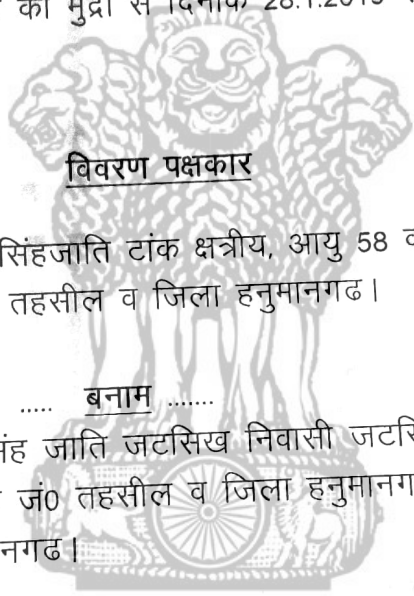 की मुद्रा से दिनांक 28.1.2015
विवरण पक्षकार
सिंहजाति टांक क्षत्रीय, आयु 58 व
तहसील व जिला हनुमानगढ।
..... बनाम .......
जाति जटसिख निवासी जटसि
जं0 तहसील व जिला हनुमानग
नगढ।